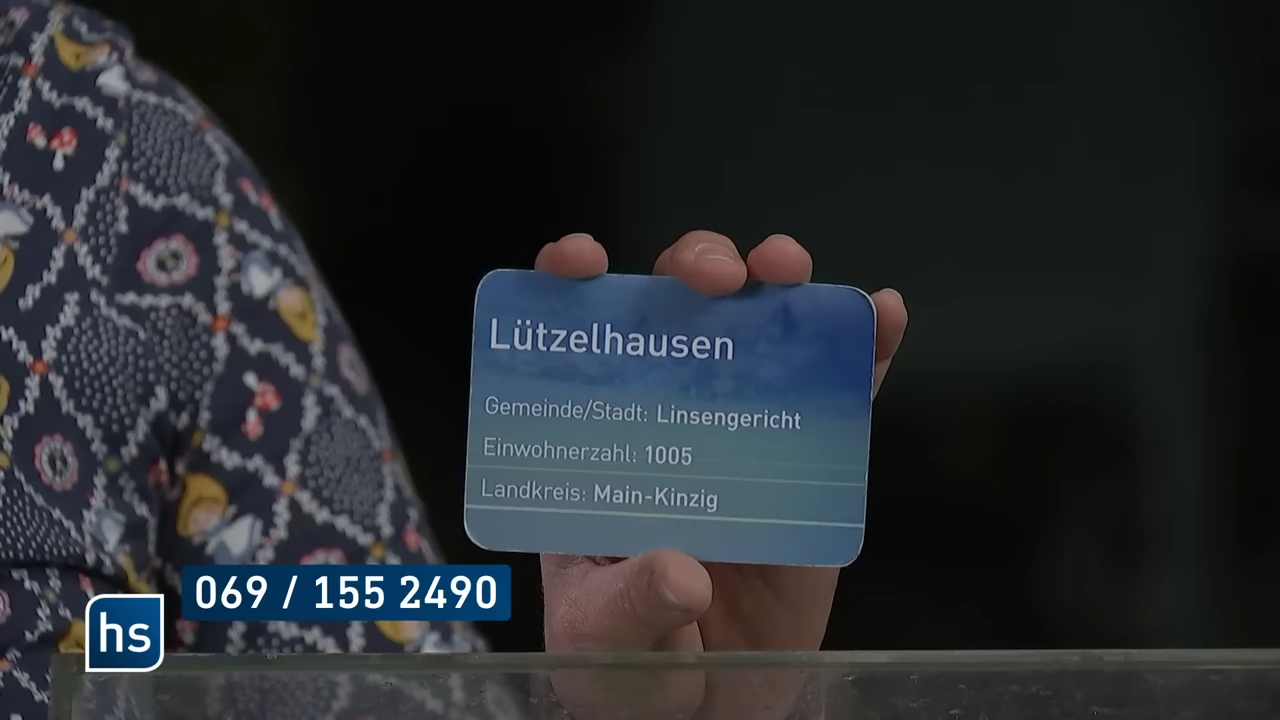 Lützelhausen
Gemeinde/Stadt: Linsengericht
Einwohnerzahl: 1005
Landkreis: Main-Kinzig
069 / 155 2490
hs